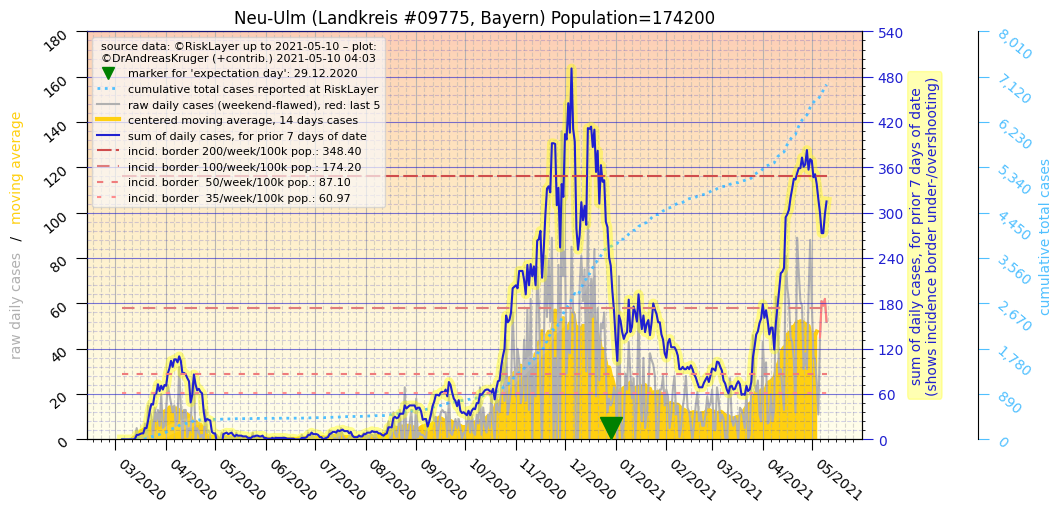 Neu-Ulm (Landkreis #09775, Bayern) Population=174200
source data: ©RiskLayer up to 2021-05-10 – plot:
©DrAndreasKruger (+contrib.) 2021-05-10 04:03
marker for 'expectation day': 29.12.2020
cumulative total cases reported at RiskLayer
raw daily cases (weekend-flawed), red: last 5
centered moving average, 14 days cases
sum of daily cases, for prior 7 days of date
incid. border 200/week/100k pop.: 348.40
incid. border 100/week/100k pop.: 174.20
incid. border  50/week/100k pop.: 87.10
incid. border  35/week/100k pop.: 60.97
raw daily cases / moving average
180
160
140
120
100
80
60
40
20
0
03/2020
04/2020
05/2020
06/2020
07/2020
08/2020
09/2020
10/2020
11/2020
12/2020
01/2021
02/2021
03/2021
04/2021
05/2021
540
480
420
360
300
240
180
120
60
0
sum of daily cases, for prior 7 days of date
(shows incidence border under-/overshooting)
8,010
7,120
6,230
5,340
4,450
3,560
2,670
1,780
890
0
cumulative total cases